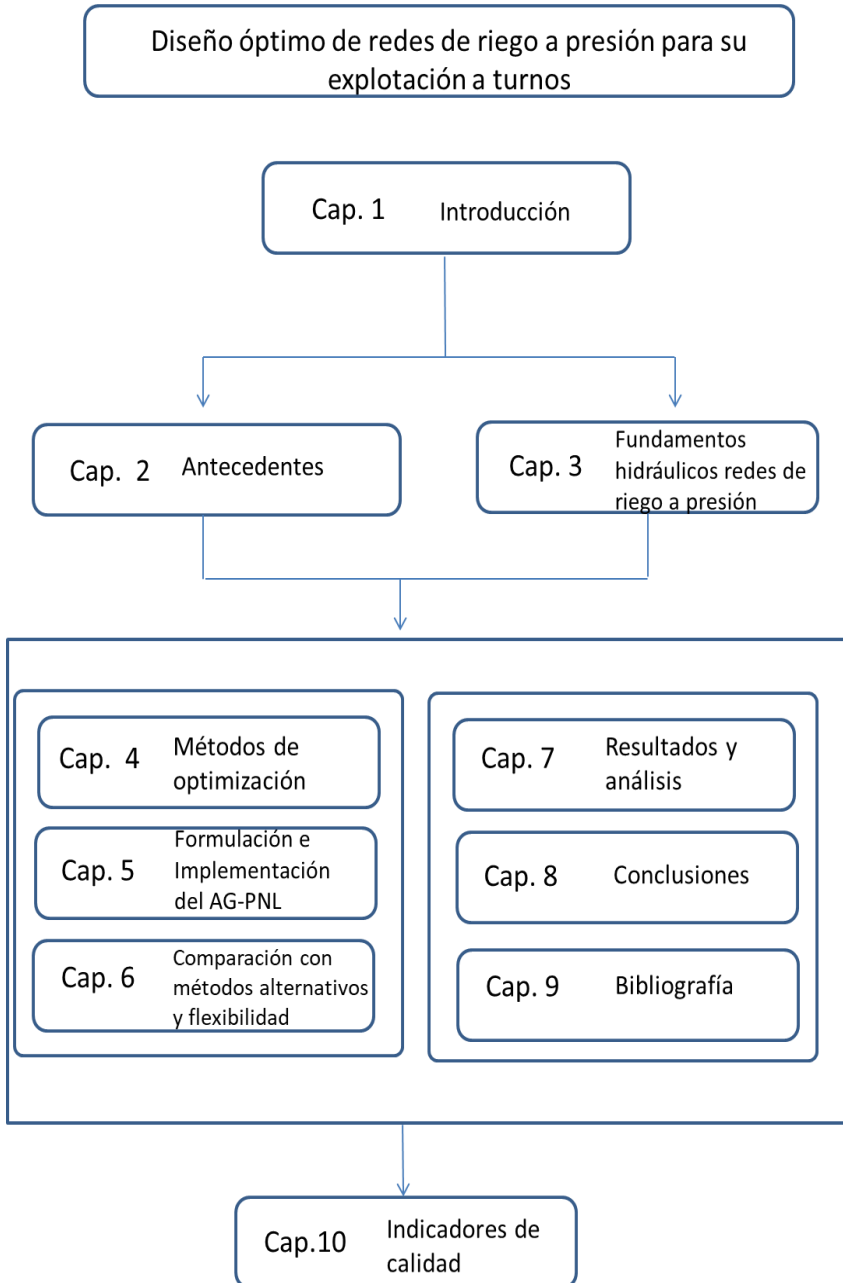 Diseño óptimo de redes de riego a presión para su
explotación a turnos
Cap. 1 Introducción
Cap. 2 Antecedentes
Cap. 3 Fundamentos
hidráulicos redes de
riego a presión
Cap. 4 Métodos de
optimización
Cap. 5 Formulación e
Implementación
del AG-PNL
Cap. 6 Comparación con
métodos alternativos
y flexibilidad
Cap. 7 Resultados y
análisis
Cap. 8 Conclusiones
Cap. 9 Bibliografía
Cap.10 Indicadores de
calidad